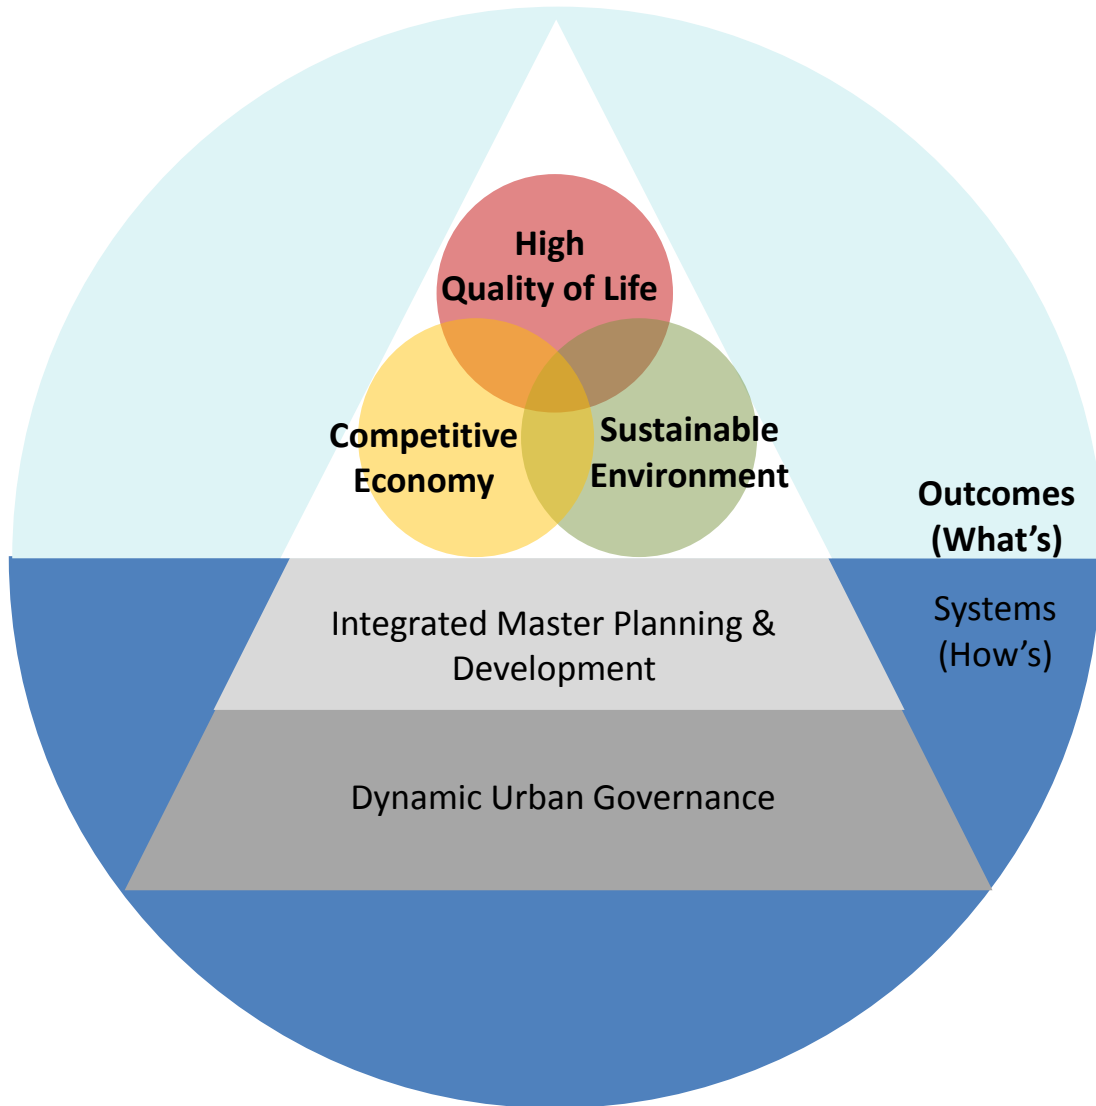 High
Quality of Life
Competitive
Economy
Sustainable
Environment
Outcomes
(What’s)
Systems
(How’s)
Integrated Master Planning &
Development
Dynamic Urban Governance